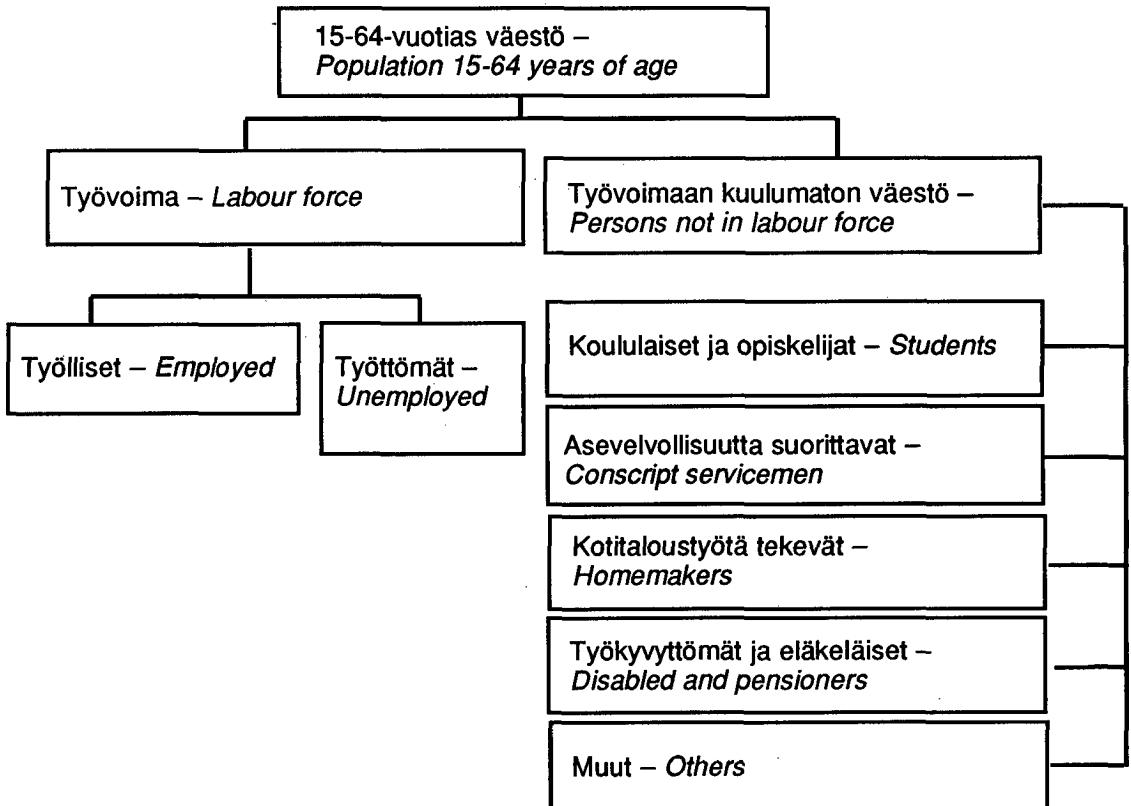 15-64-vuotias väestö –
Population 15-64 years of age
Työvoima – Labour force
Työvoimaan kuulumaton väestö –
Persons not in labour force
Työlliset – Employed
Työttömät –
Unemployed
Koululaiset ja opiskelijat – Students
Asevelvollisuutta suorittavat –
Conscript servicemen
Kotitaloustyötä tekevät –
Homemakers
Työkyvyttömät ja eläkeläiset –
Disabled and pensioners
Muut – Others